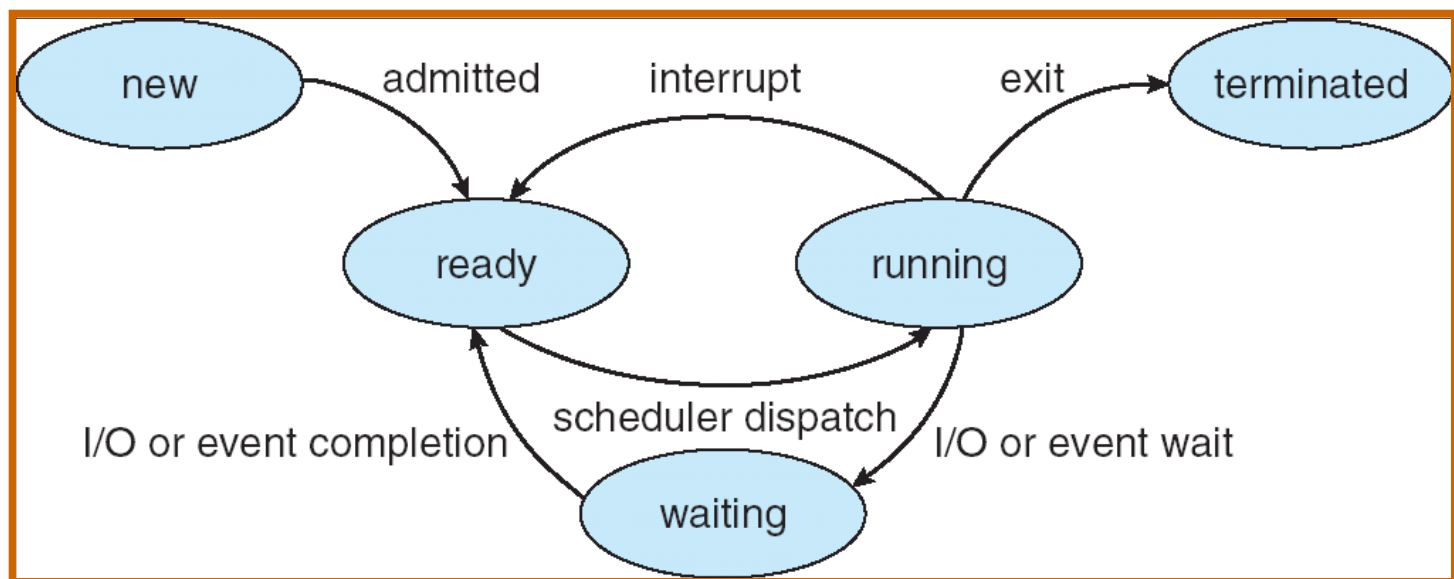 new
admitted
interrupt
exit
terminated
ready
running
scheduler dispatch
I/O or event completion
I/O or event wait
waiting